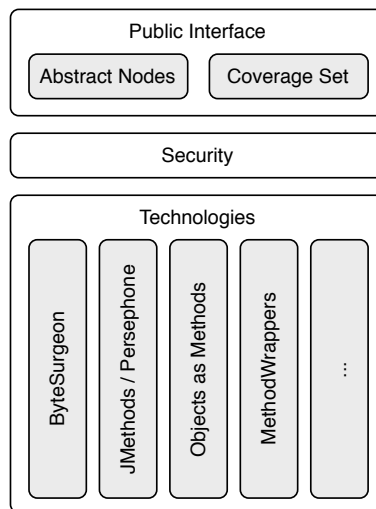 Public Interface
Abstract Nodes
Coverage Set
Security
Technologies
ByteSurgeon
JMethods / Persephone
Objects as Methods
MethodWrappers
...